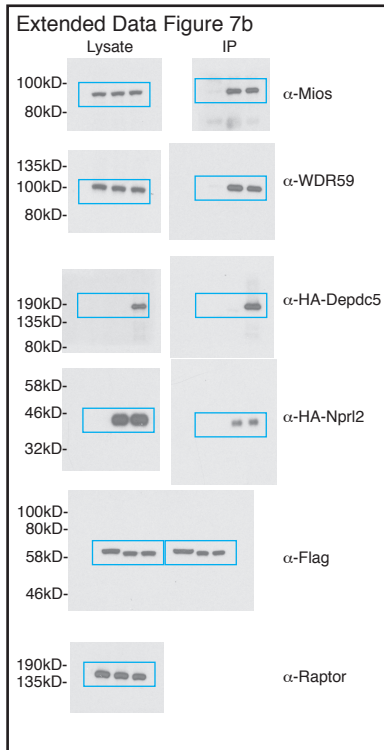 Extended Data Figure 7b
Lysate IP
100kD-
80kD-
α-Mios
135kD-
100kD-
80kD-
α-WDR59
190kD-
135kD-
80kD-
α-HA-Depdc5
58kD-
46kD-
32kD-
α-HA-Nprl2
100kD-
80kD-
58kD-
46kD-
α-Flag
190kD-
135kD-
α-Raptor